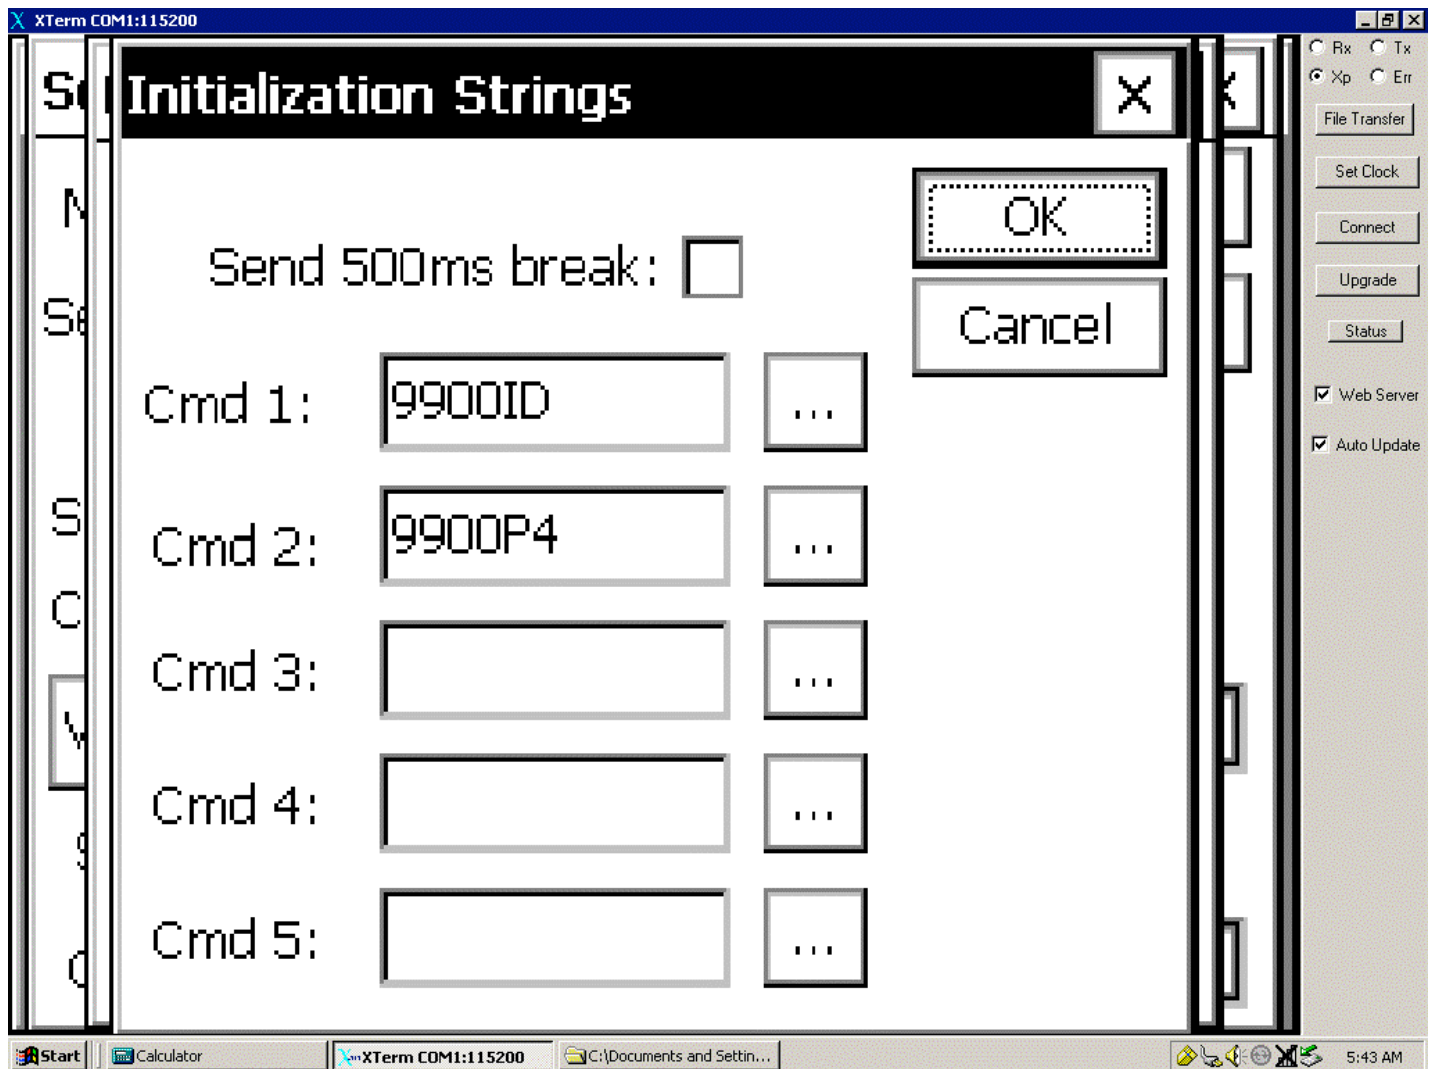 XTerm COM1:115200
Initialization Strings
Rx Tx
Xp Err
File Transfer
Set Clock
Connect
Upgrade
Status
Web Server
Auto Update
OK
Cancel
Send 500ms break:
Cmd 1: 9900ID ...
Cmd 2: 9900P4 ...
Cmd 3: ...
Cmd 4: ...
Cmd 5: ...
Start Calculator XTerm COM1:115200 C:\Documents and Settin... 5:43 AM